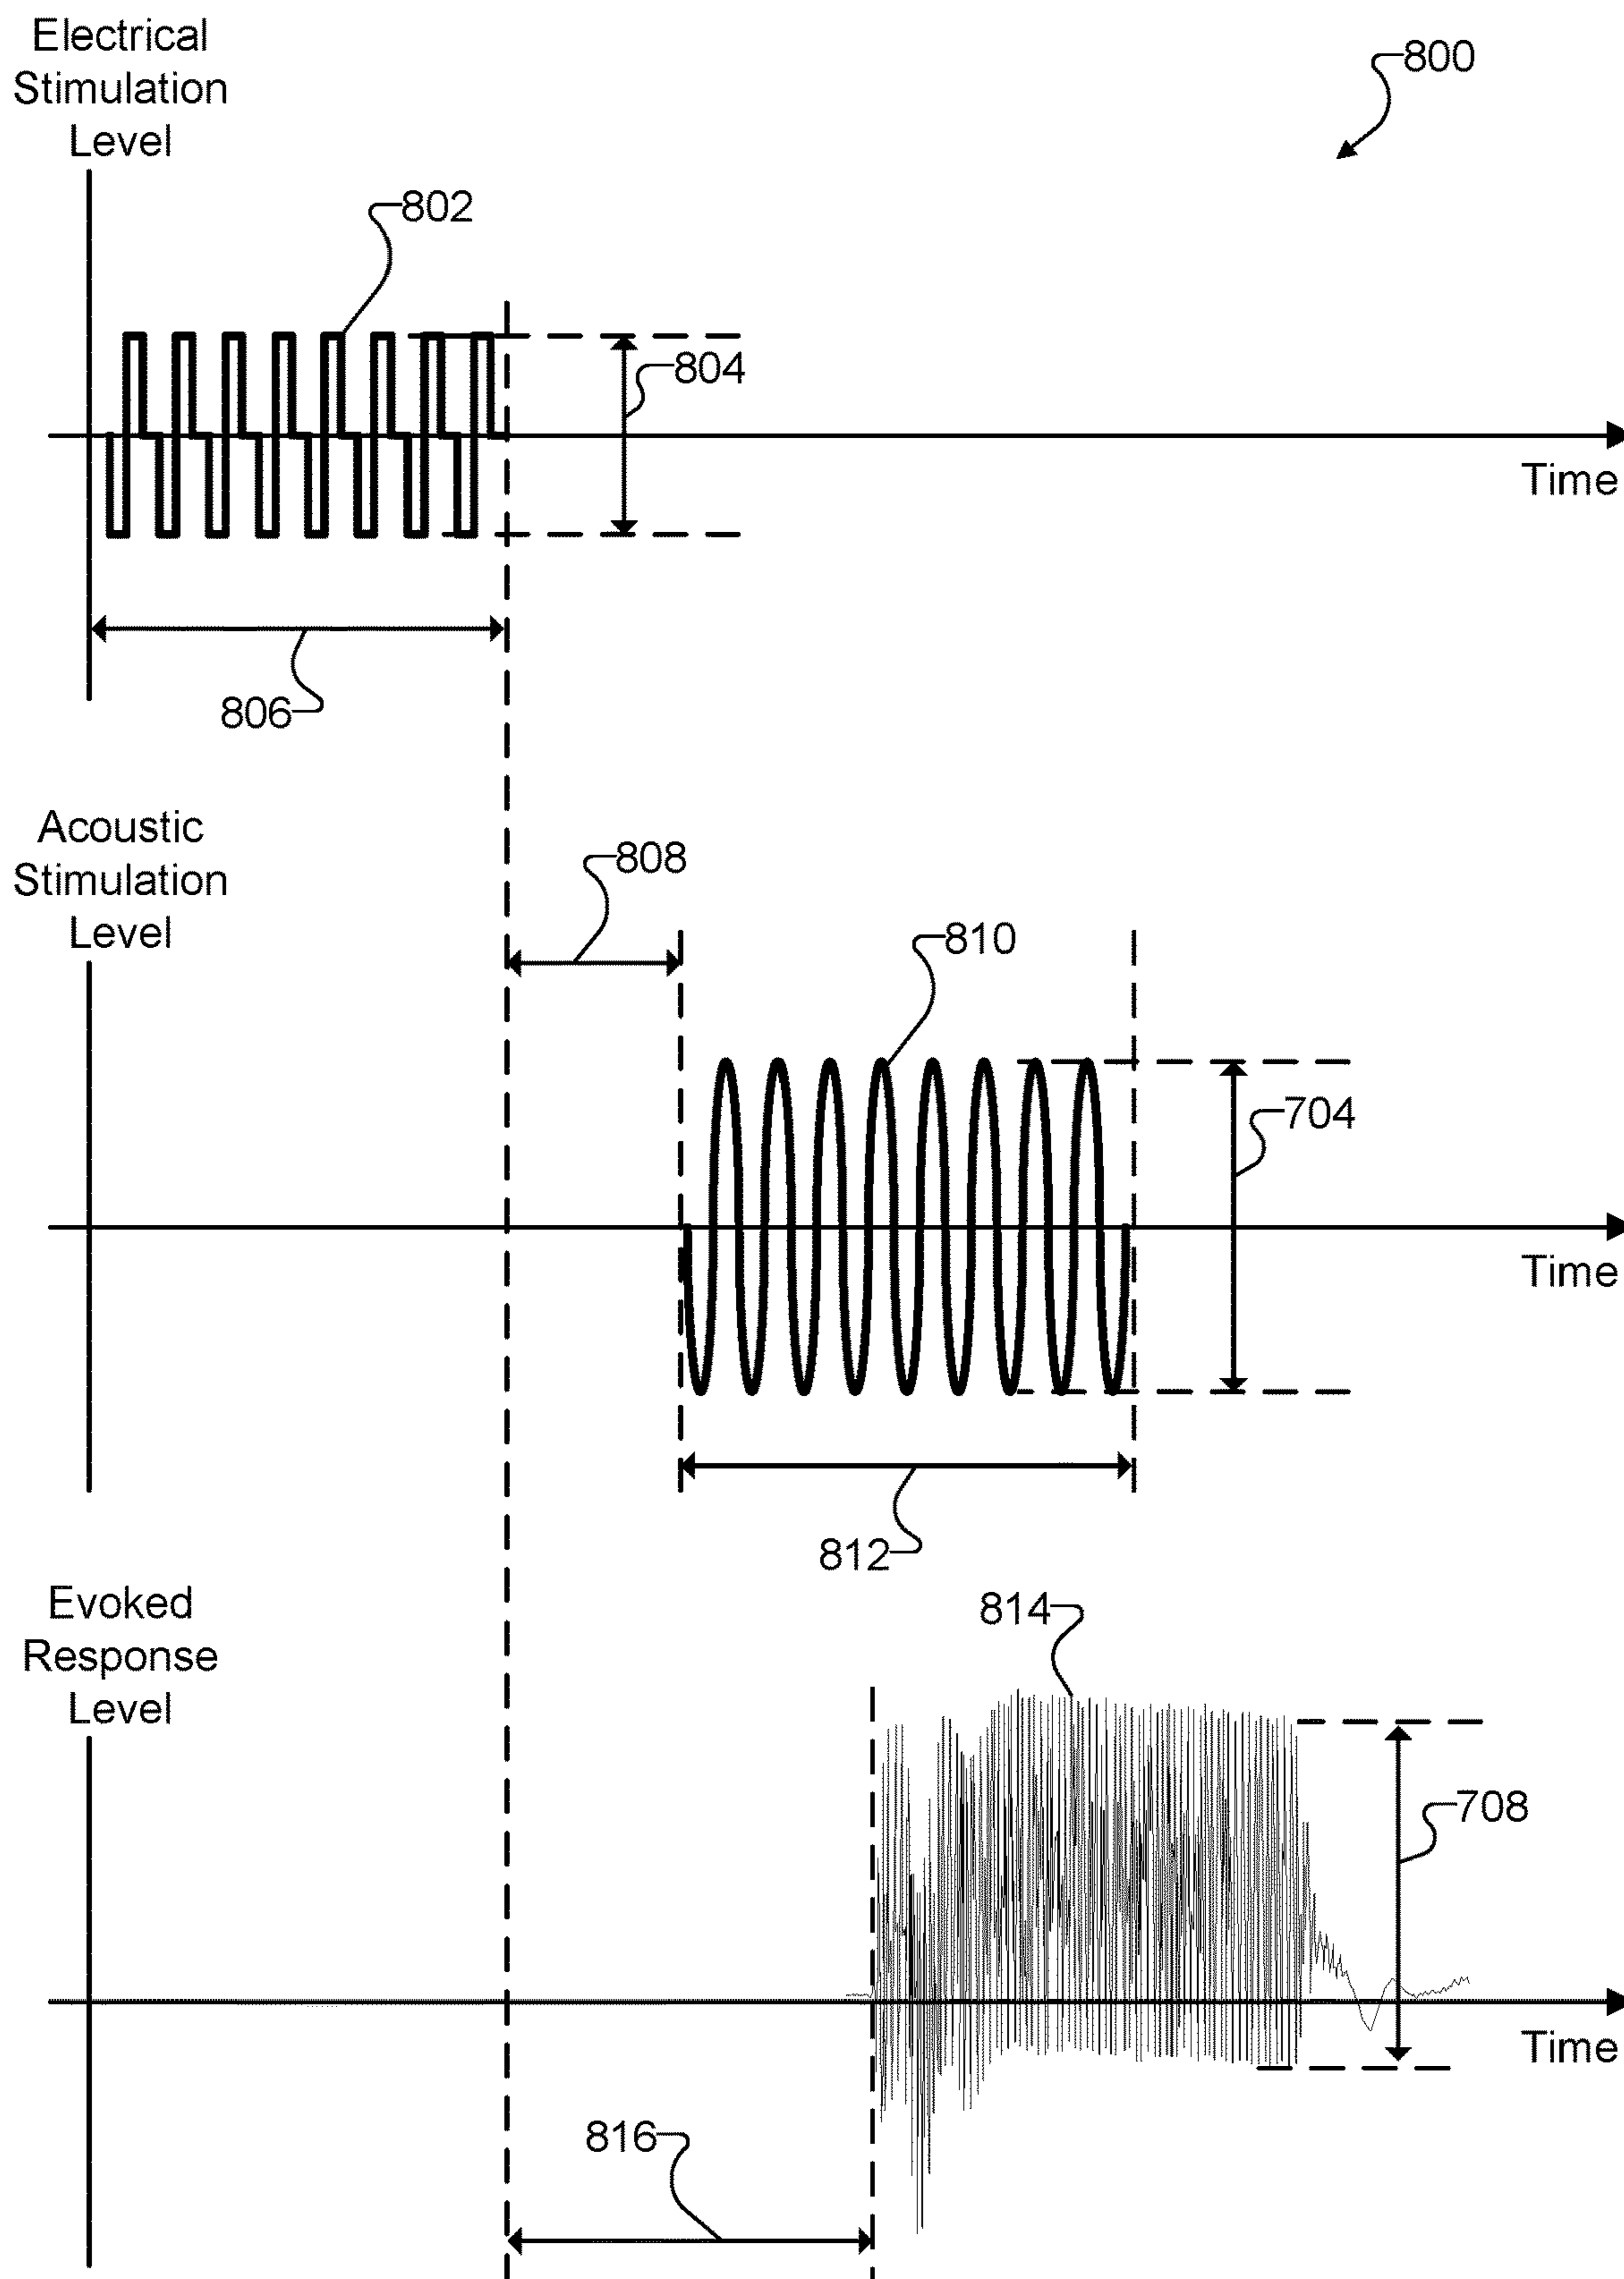 Electrical
Stimulation
Level
800
802
804
Time
806
Acoustic
Stimulation
Level
808
810
704
Time
812
Evoked
Response
Level
814
708
Time
816